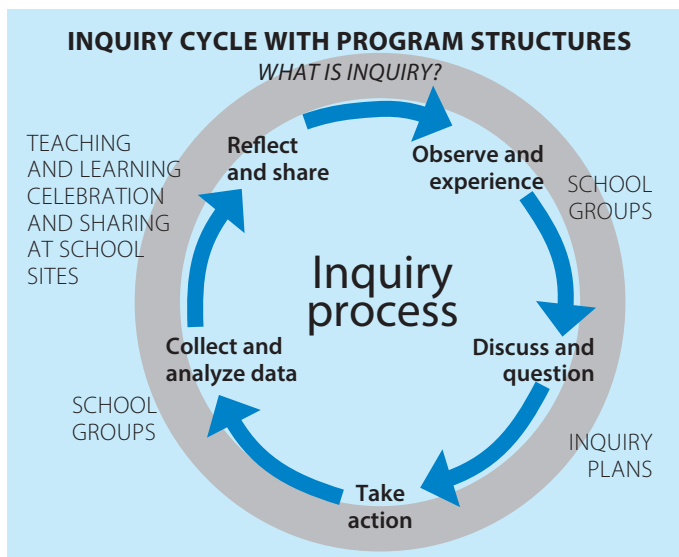 INQUIRY CYCLE WITH PROGRAM STRUCTURES
WHAT IS INQUIRY?
Reflect
and share
Observe and
experience
TEACHING
AND LEARNING
CELEBRATION
AND SHARING
AT SCHOOL
SITES
SCHOOL
GROUPS
Inquiry
process
Collect and
analyze data
Discuss and
question
SCHOOL
GROUPS
INQUIRY
PLANS
Take
action